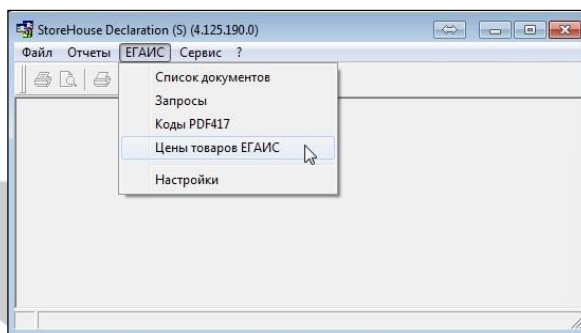 StoreHouse Declaration (S) (4.125.190.0)
Файл Отчеты ЕГАИС Сервис ?
Список документов
Запросы
Коды PDF417
Цены товаров ЕГАИС
Настройки